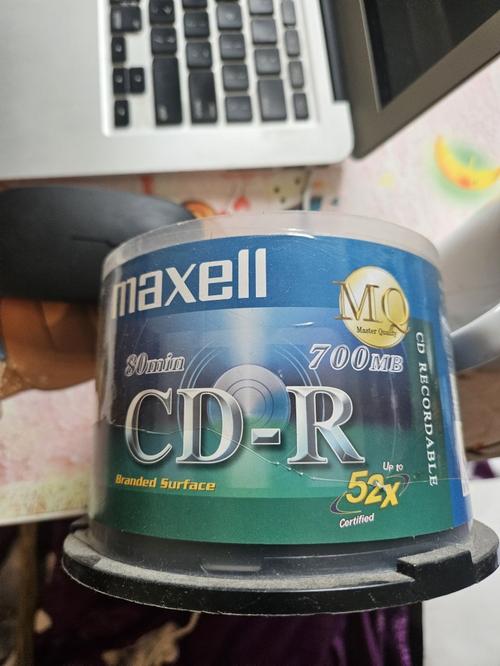 maxell
MQ
Master Quality
80min
700MB
CD-R
CD RECORDABLE
Branded Surface
Up to
52x
Certified